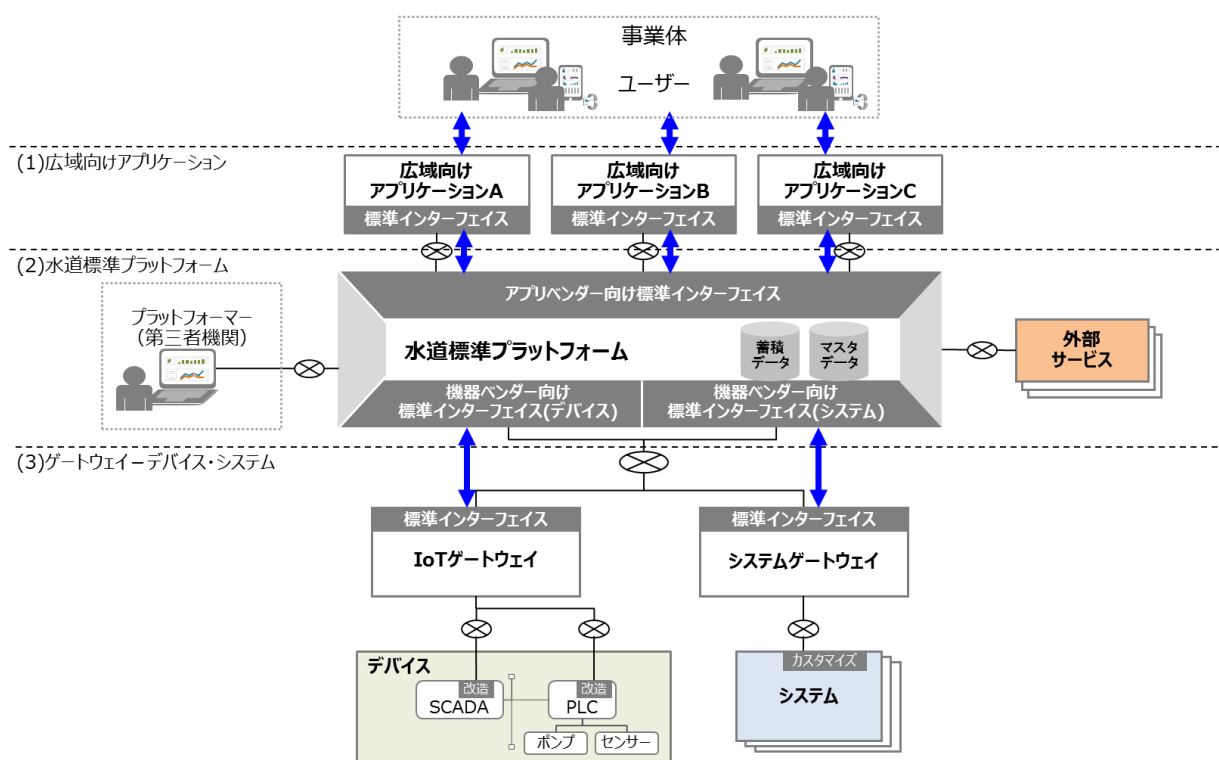 事業体
ユーザー
(1)広域向けアプリケーション
広域向け
アプリケーションA
標準インターフェイス
広域向け
アプリケーションB
標準インターフェイス
広域向け
アプリケーションC
標準インターフェイス
(2)水道標準プラットフォーム
プラットフォーマー
(第三者機関)
アプリベンダー向け標準インターフェイス
水道標準プラットフォーム
蓄積
データ
マスタ
データ
機器ベンダー向け
標準インターフェイス(デバイス)
機器ベンダー向け
標準インターフェイス(システム)
外部
サービス
(3)ゲートウェイーデバイス・システム
標準インターフェイス
IoTゲートウェイ
標準インターフェイス
システムゲートウェイ
デバイス
改造
SCADA
改造
PLC
ポンプ
センサー
カスタマイズ
システム